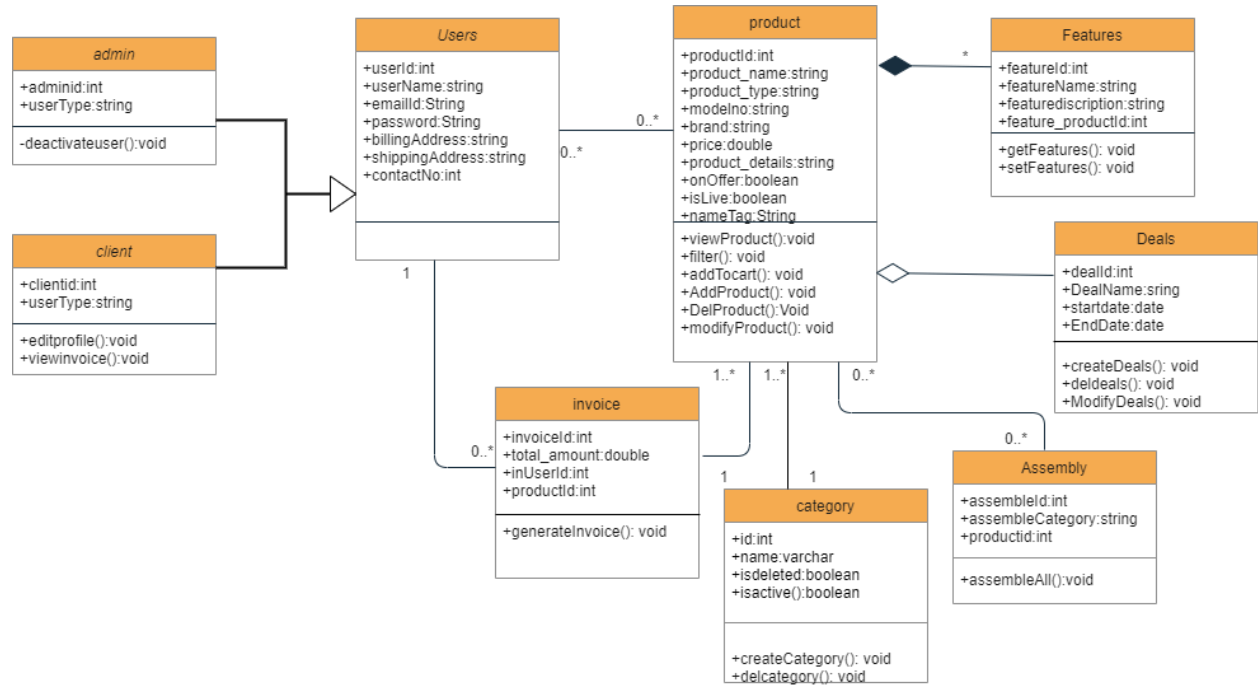 admin
+adminid:int
+userType:string
-deactivateuser():void
client
+clientid:int
+userType:string
+editprofile():void
+viewinvoice():void
Users
+userId:int
+userName:string
+emailId:String
+password:String
+billingAddress:string
+shippingAddress:string
+contactNo:int
0..*
0..*
1
0..*
product
+productId:int
+product_name:string
+product_type:string
+modelno:string
+brand:string
+price:double
+product_details:string
+onOffer:boolean
+isLive:boolean
+nameTag:String
+viewProduct():void
+filter(): void
+addTocart(): void
+AddProduct(): void
+DelProduct():Void
+modifyProduct(): void
*
Features
+featureId:int
+featureName:string
+featurediscription:string
+feature_productId:int
+getFeatures(): void
+setFeatures(): void
Deals
+dealId:int
+DealName:sring
+startdate:date
+EndDate:date
+createDeals(): void
+deldeals(): void
+ModifyDeals(): void
1..*
1..*
0..*
0..*
invoice
+invoiceId:int
+total_amount:double
+inUserId:int
+productId:int
+generateInvoice(): void
1
1
category
+id:int
+name:varchar
+isdeleted:boolean
+isactive():boolean
+createCategory(): void
+delcategory(): void
Assembly
+assembleId:int
+assembleCategory:string
+productid:int
+assembleAll():void